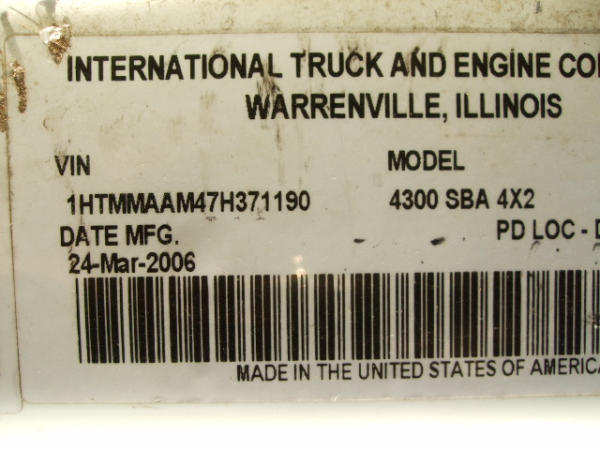 INTERNATIONAL TRUCK AND ENGINE CO
WARRENVILLE, ILLINOIS
VIN MODEL
1HTMMAAM47H371190 4300 SBA 4X2
DATE MFG. PD LOC - D
24-Mar-2006
MADE IN THE UNITED STATES OF AMERICA